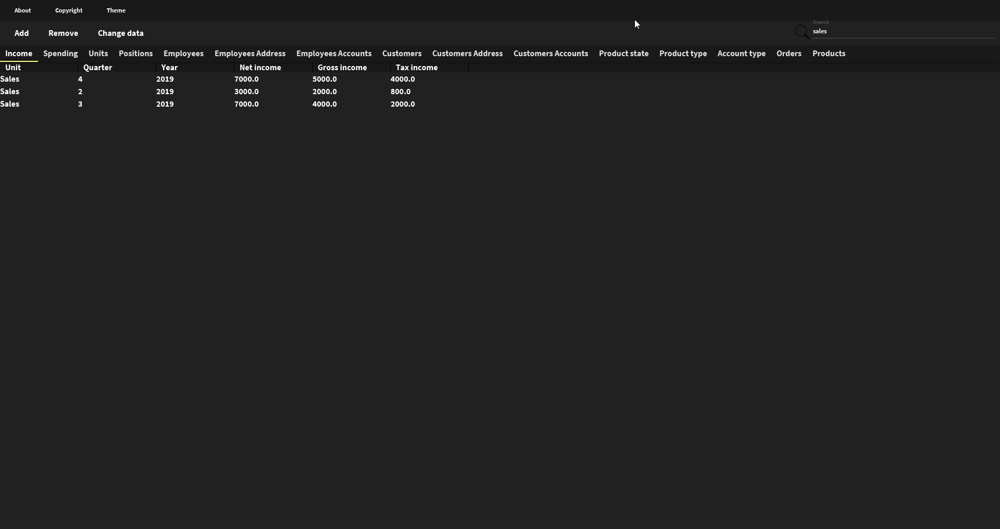 About Copyright Theme
Search
Add Remove Change data sales
Income Spending Units Positions Employees Employees Address Employees Accounts Customers Customers Address Customers Accounts Product state Product type Account type Orders Products
Unit Quarter Year Net income Gross income Tax income
Sales 4 2019 7000.0 5000.0 4000.0
Sales 2 2019 3000.0 2000.0 800.0
Sales 3 2019 7000.0 4000.0 2000.0